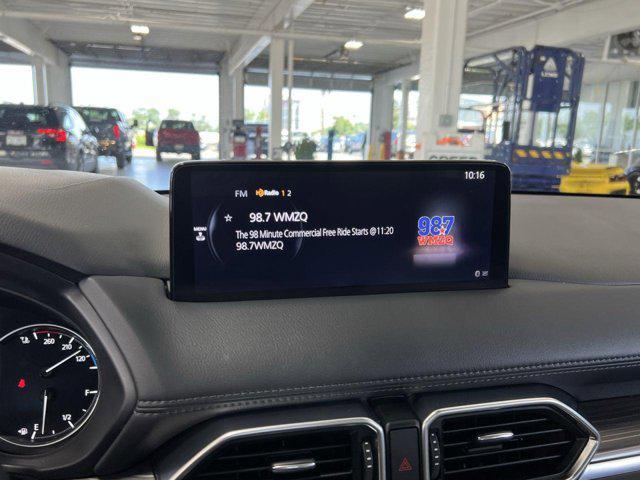 10:16
FM HD Radio 1 2
98.7 WMZQ
MENU
The 98 Minute Commercial Free Ride Starts @11:20
98.7WMZQ
98.7
WMZQ
260
210
120
F
1/2
E